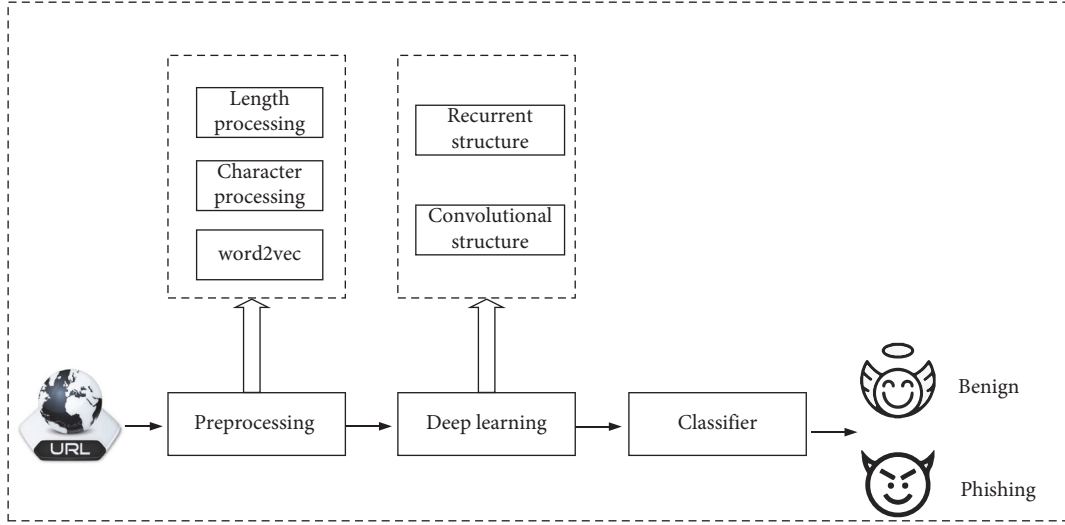 Length
processing
Character
processing
word2vec
Recurrent
structure
Convolutional
structure
URL
Preprocessing
Deep learning
Classifier
Benign
Phishing